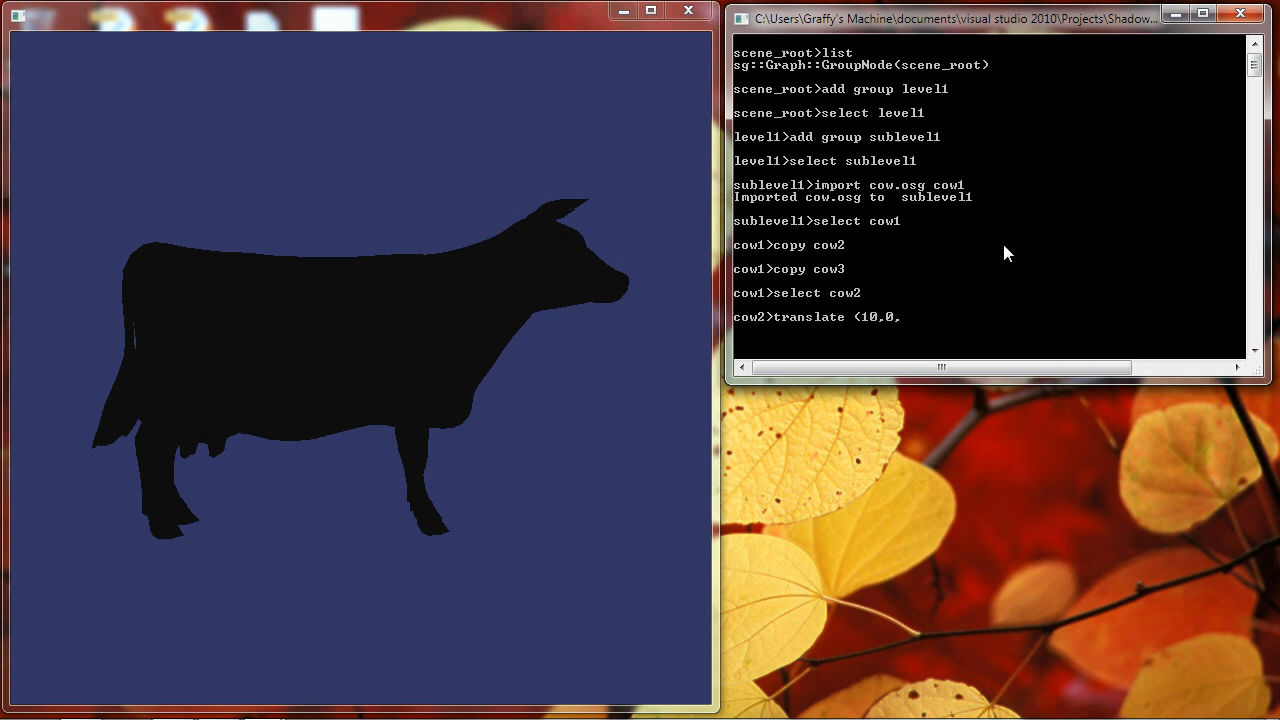 C:\Users\Graffy's Machine\documents\visual studio 2010\Projects\Shadow...
scene_root>list
sg::Graph::GroupNode(scene_root)
scene_root>add group level1
scene_root>select level1
level1>add group sublevel1
level1>select sublevel1
sublevel1>import cow.osg cow1
Imported cow.osg to  sublevel1
sublevel1>select cow1
cow1>copy cow2
cow1>copy cow3
cow1>select cow2
cow2>translate (10,0,